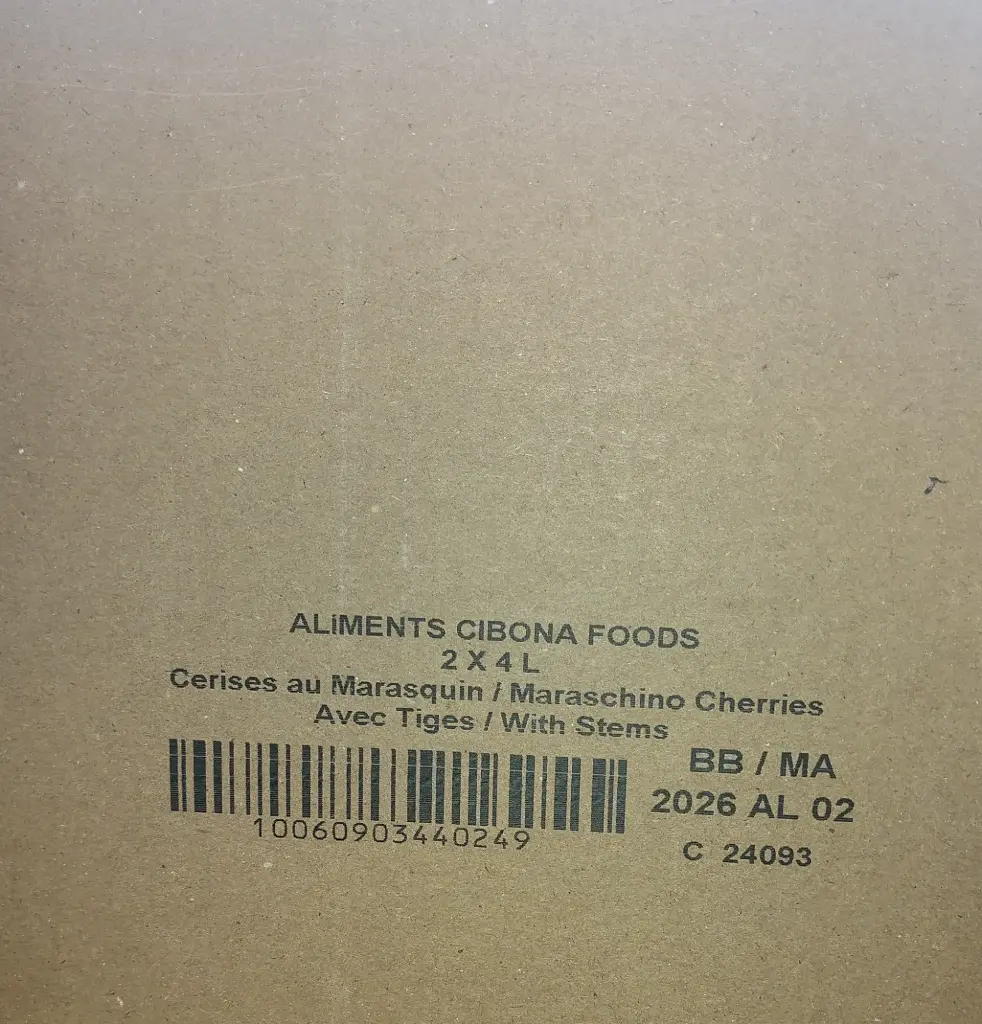 ALiMENTS CIBONA FOODS
2 X 4 L
Cerises au Marasquin / Maraschino Cherries
Avec Tiges / With Stems
BB / MA
2026 AL 02
C 24093
10060903440249